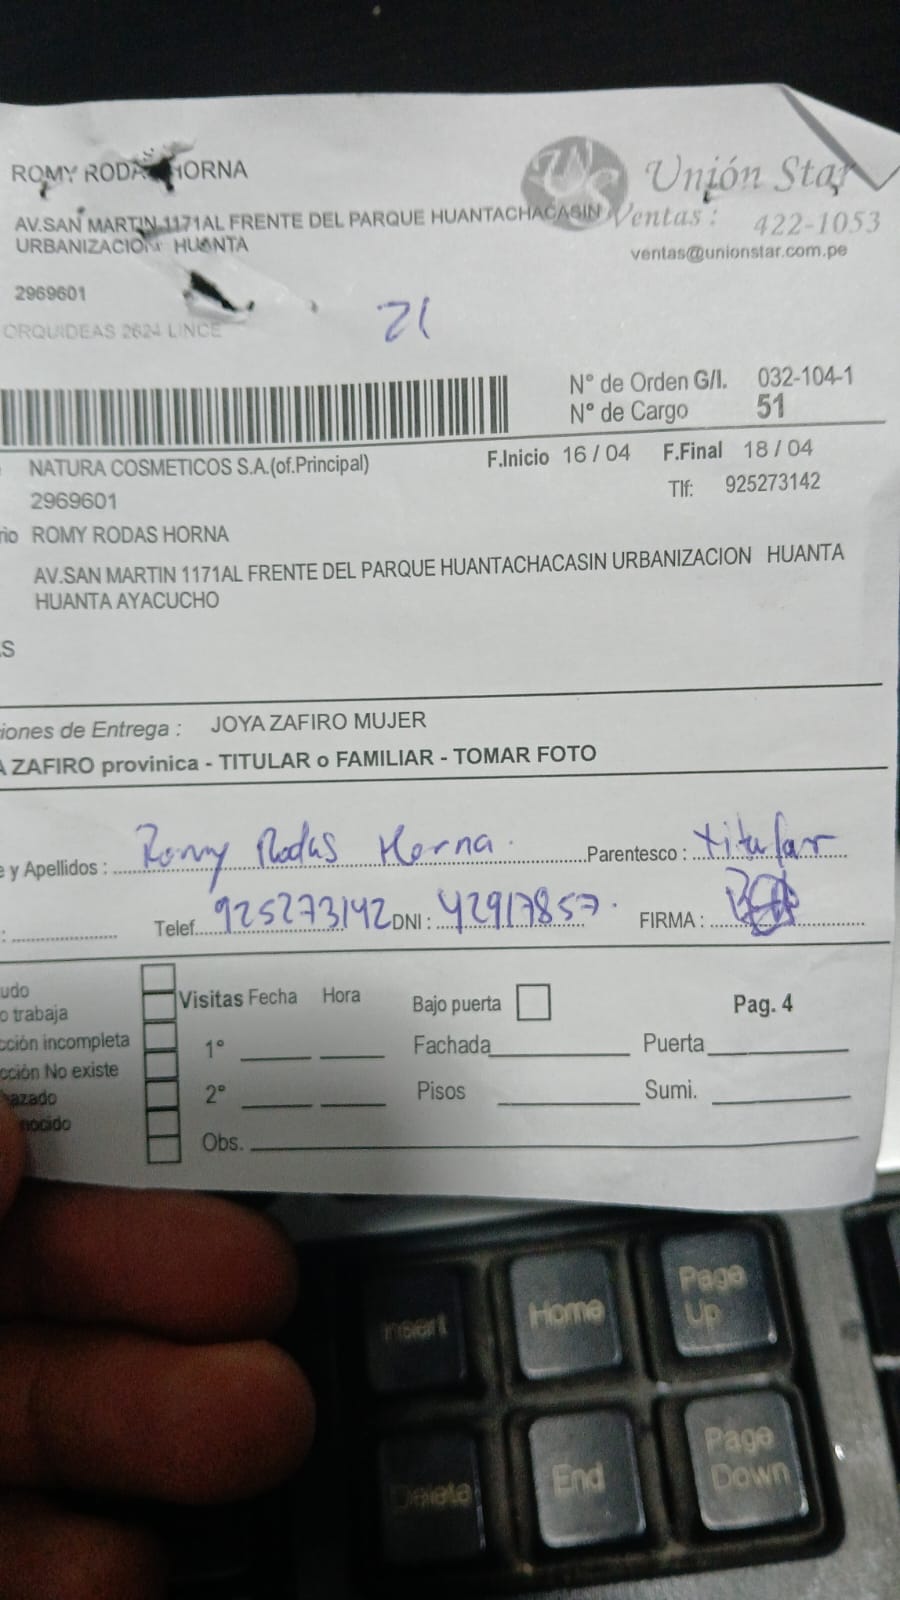 ROMY RODAS HORNA
Unión Star
AV.SAN MARTIN 1171AL FRENTE DEL PARQUE HUANTACHACASIN
Ventas: 422-1053
URBANIZACION HUANTA
ventas@unionstar.com.pe
2969601
ORQUIDEAS 2624 LINCE
21
N° de Orden G/I. 032-104-1
N° de Cargo 51
NATURA COSMETICOS S.A.(of.Principal) F.Inicio 16 / 04 F.Final 18 / 04
2969601 Tlf: 925273142
rio ROMY RODAS HORNA
AV.SAN MARTIN 1171AL FRENTE DEL PARQUE HUANTACHACASIN URBANIZACION HUANTA
HUANTA AYACUCHO
AS
iones de Entrega : JOYA ZAFIRO MUJER
A ZAFIRO provinica - TITULAR o FAMILIAR - TOMAR FOTO
e y Apellidos : Romy Rodas Horna. Parentesco : titular
Telef. 925273142 DNI : 42917857. FIRMA :
udo
Visitas Fecha Hora Bajo puerta Pag. 4
o trabaja
cción incompleta 1° Fachada Puerta
cción No existe
hazado 2° Pisos Sumi.
nocido
Obs.
Insert Home Page Up
Delete End Page Down